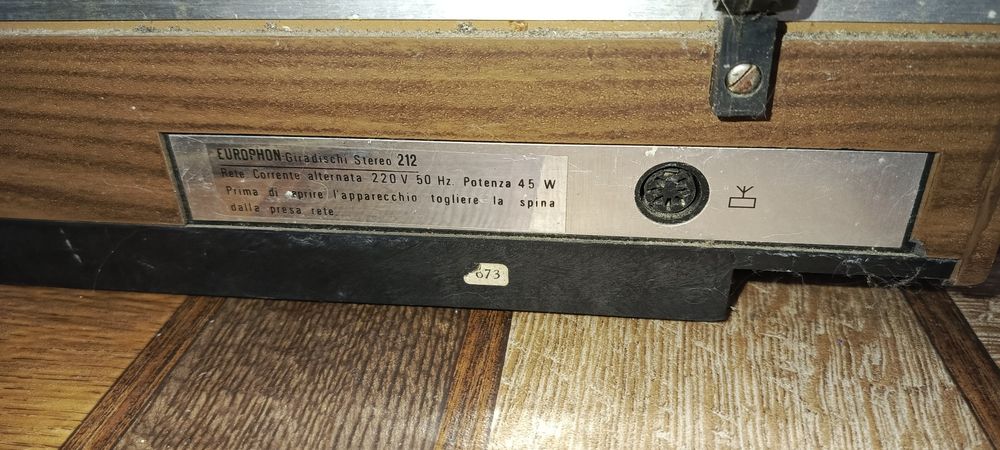 EUROPHON-Giradischi Stereo 212
Rete Corrente alternata 220 V 50 Hz. Potenza 45 W
Prima di aprire l'apparecchio togliere la spina
dalla presa rete
673